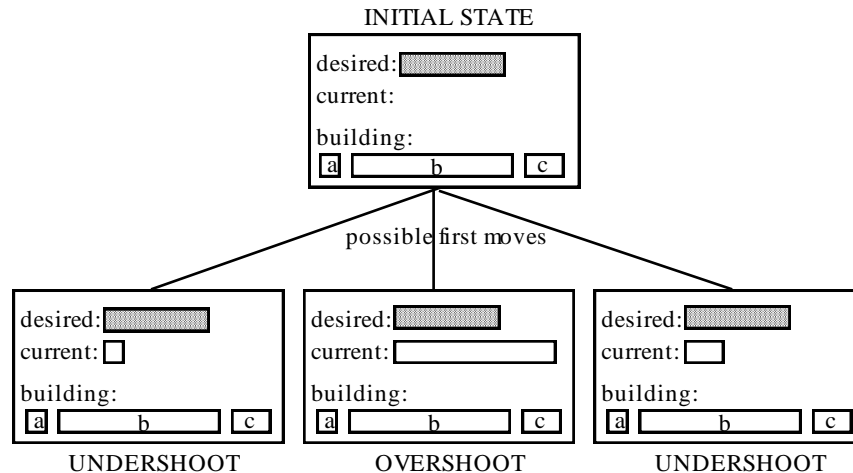 INITIAL STATE
desired:
current:
building:
a b c
possible first moves
desired:
current:
building:
a b c
UNDERSHOOT
desired:
current:
building:
a b c
OVERSHOOT
desired:
current:
building:
a b c
UNDERSHOOT